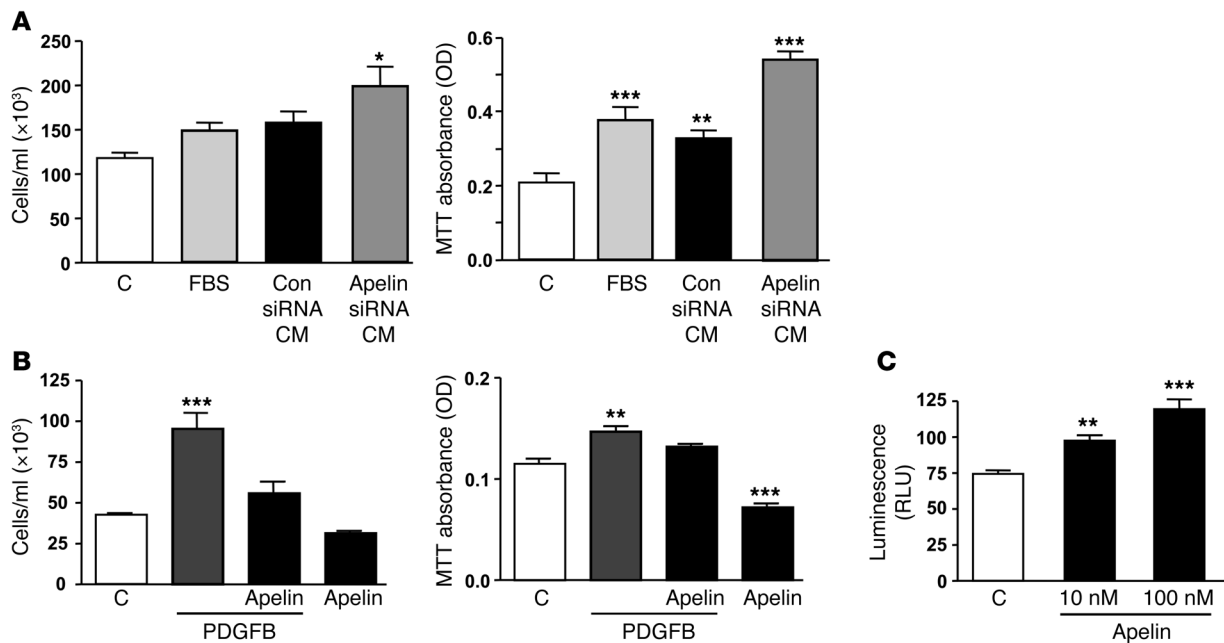 A
Cells/ml (×10³)
250
200
150
100
50
0
*
C
FBS
Con
siRNA
CM
Apelin
siRNA
CM
MTT absorbance (OD)
0.6
0.4
0.2
0.0
***
**
***
C
FBS
Con
siRNA
CM
Apelin
siRNA
CM
B
Cells/ml (×10³)
125
100
75
50
25
0
***
C
Apelin
Apelin
PDGFB
MTT absorbance (OD)
0.2
0.1
0.0
**
***
C
Apelin
Apelin
PDGFB
C
Luminescence
(RLU)
125
100
75
50
25
0
**
***
C
10 nM
100 nM
Apelin